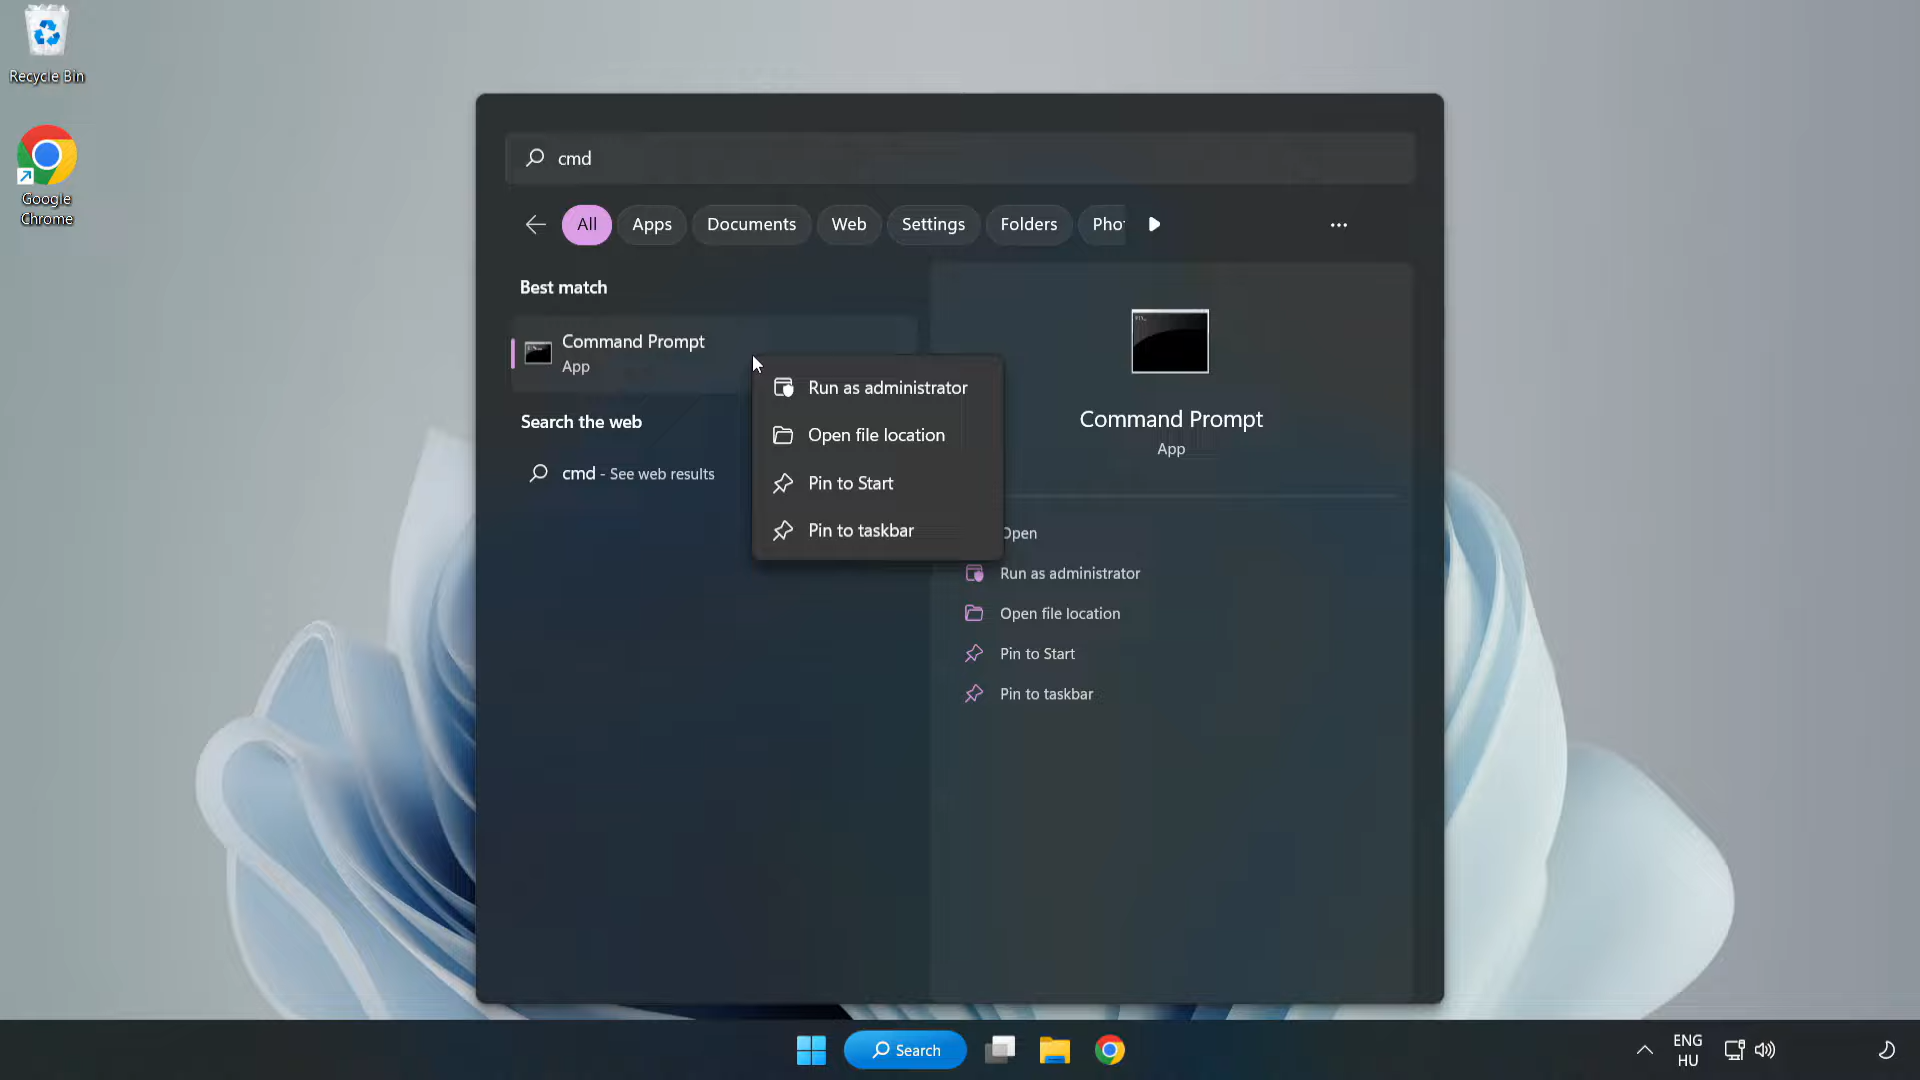 Recycle Bin
Google
Chrome
cmd
All
Apps
Documents
Web
Settings
Folders
Best match
Command Prompt
App
Search the web
cmd - See web results
Run as administrator
Open file location
Pin to Start
Pin to taskbar
Command Prompt
App
Open
Run as administrator
Open file location
Pin to Start
Pin to taskbar
Search
ENG
HU